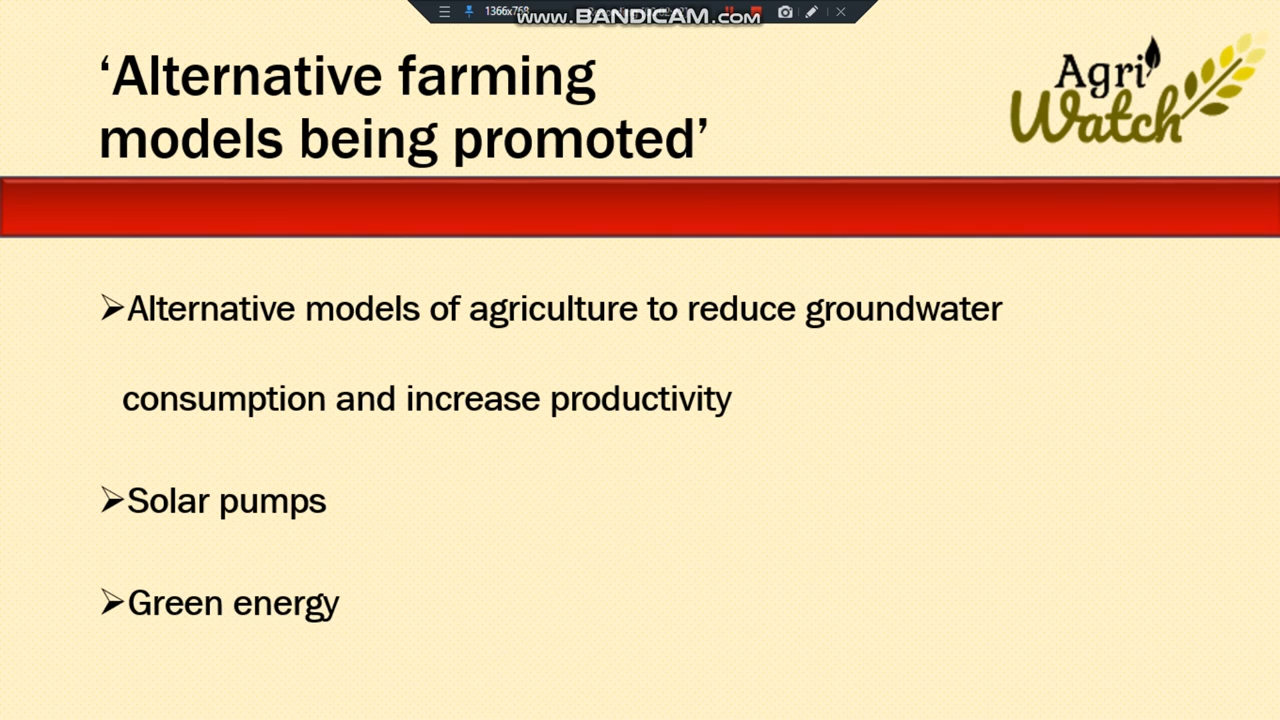 1366x768
www.BANDICAM.com
‘Alternative farming
models being promoted’
Agri
Watch
➢Alternative models of agriculture to reduce groundwater
consumption and increase productivity
➢Solar pumps
➢Green energy